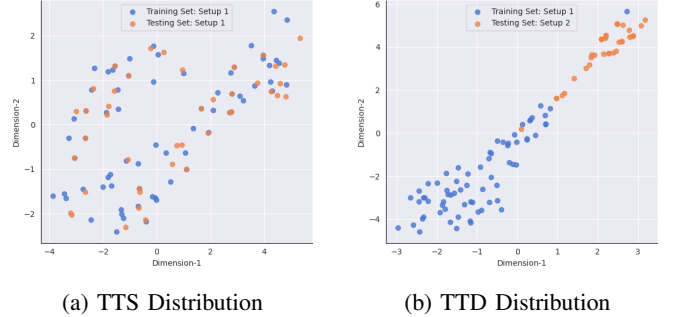 Training Set: Setup 1
Testing Set: Setup 1
2
1
0
−1
−2
Dimension-2
−4
−2
0
2
4
Dimension-1
(a) TTS Distribution
Training Set: Setup 1
Testing Set: Setup 2
6
4
2
0
−2
−4
Dimension-2
−3
−2
−1
0
1
2
3
Dimension-1
(b) TTD Distribution